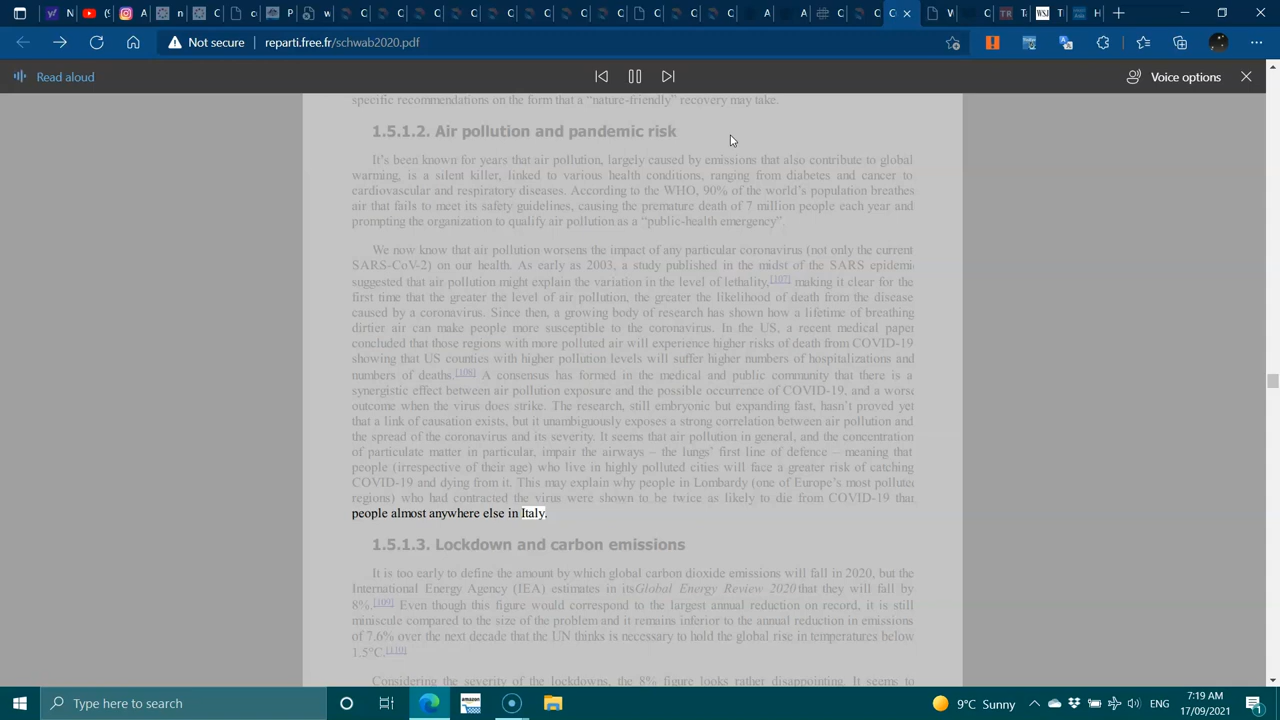 Not secure
reparti.free.fr/schwab2020.pdf
Read aloud
Voice options
specific recommendations on the form that a “nature-friendly” recovery may take.
1.5.1.2. Air pollution and pandemic risk
It’s been known for years that air pollution, largely caused by emissions that also contribute to global
warming, is a silent killer, linked to various health conditions, ranging from diabetes and cancer to
cardiovascular and respiratory diseases. According to the WHO, 90% of the world’s population breathes
air that fails to meet its safety guidelines, causing the premature death of 7 million people each year and
prompting the organization to qualify air pollution as a “public-health emergency”.
We now know that air pollution worsens the impact of any particular coronavirus (not only the current
SARS-CoV-2) on our health. As early as 2003, a study published in the midst of the SARS epidemi
suggested that air pollution might explain the variation in the level of lethality,[107] making it clear for the
first time that the greater the level of air pollution, the greater the likelihood of death from the disease
caused by a coronavirus. Since then, a growing body of research has shown how a lifetime of breathing
dirtier air can make people more susceptible to the coronavirus. In the US, a recent medical paper
concluded that those regions with more polluted air will experience higher risks of death from COVID-19
showing that US counties with higher pollution levels will suffer higher numbers of hospitalizations and
numbers of deaths.[108] A consensus has formed in the medical and public community that there is a
synergistic effect between air pollution exposure and the possible occurrence of COVID-19, and a worse
outcome when the virus does strike. The research, still embryonic but expanding fast, hasn’t proved yet
that a link of causation exists, but it unambiguously exposes a strong correlation between air pollution and
the spread of the coronavirus and its severity. It seems that air pollution in general, and the concentration
of particulate matter in particular, impair the airways – the lungs’ first line of defence – meaning that
people (irrespective of their age) who live in highly polluted cities will face a greater risk of catching
COVID-19 and dying from it. This may explain why people in Lombardy (one of Europe’s most pollutec
regions) who had contracted the virus were shown to be twice as likely to die from COVID-19 than
people almost anywhere else in Italy.
1.5.1.3. Lockdown and carbon emissions
It is too early to define the amount by which global carbon dioxide emissions will fall in 2020, but the
International Energy Agency (IEA) estimates in its Global Energy Review 2020 that they will fall by
8%.[109] Even though this figure would correspond to the largest annual reduction on record, it is still
miniscule compared to the size of the problem and it remains inferior to the annual reduction in emissions
of 7.6% over the next decade that the UN thinks is necessary to hold the global rise in temperatures below
1.5°C.[110]
Considering the severity of the lockdowns, the 8% figure looks rather disappointing. It seems to
Type here to search
amazon
9°C Sunny
ENG
7:19 AM
17/09/2021